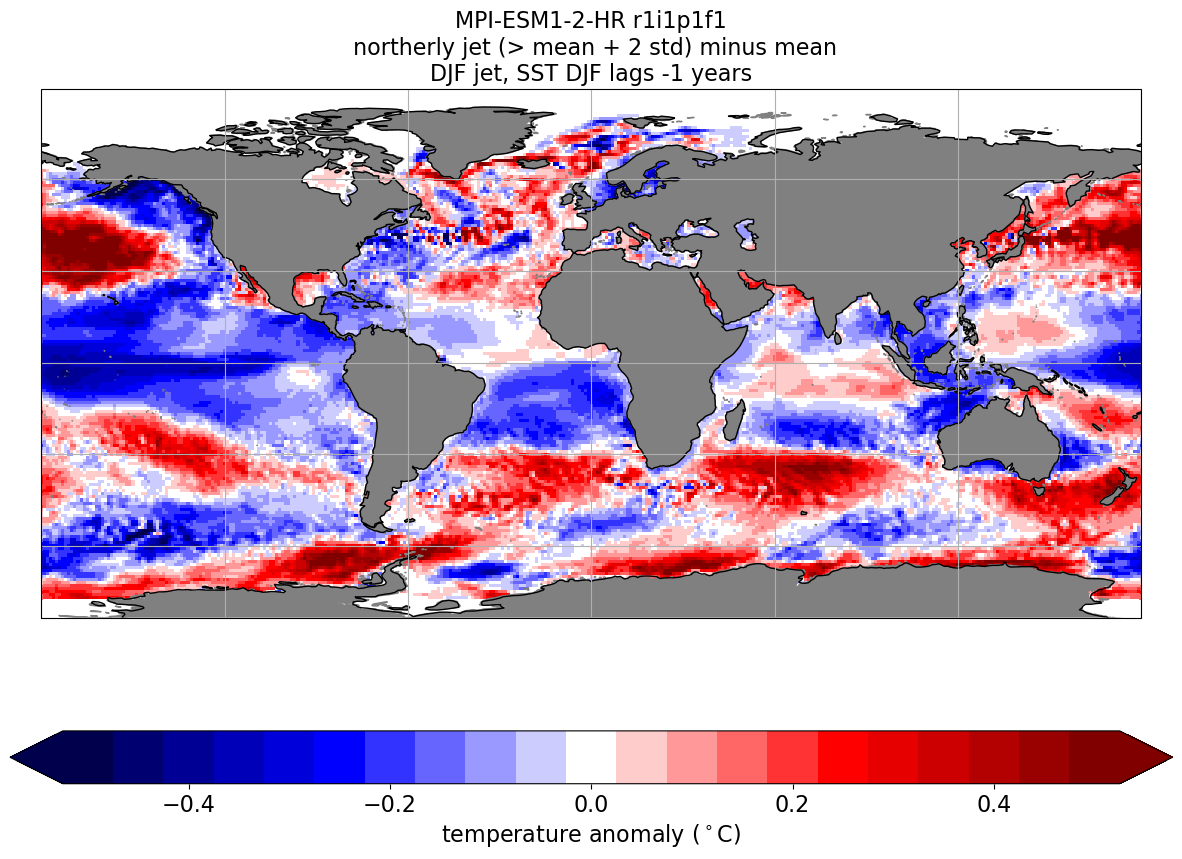 MPI-ESM1-2-HR r1i1p1f1
northerly jet (> mean + 2 std) minus mean
DJF jet, SST DJF lags -1 years
−0.4 −0.2 0.0 0.2 0.4
temperature anomaly (°C)